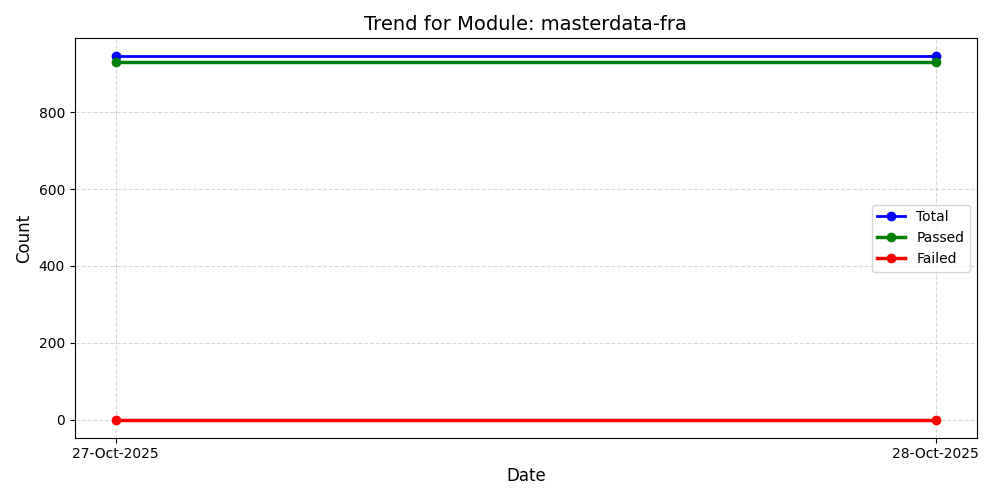 Trend for Module: masterdata-fra
Count
800
600
400
200
0
Total
Passed
Failed
27-Oct-2025
28-Oct-2025
Date